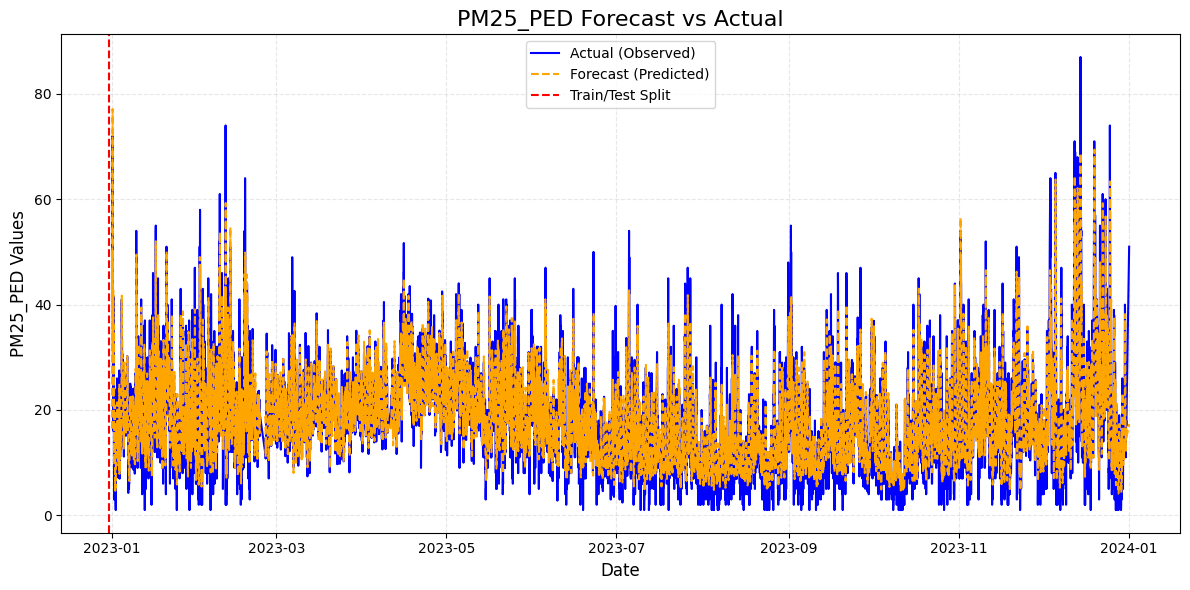 PM25_PED Forecast vs Actual
Actual (Observed)
Forecast (Predicted)
Train/Test Split
PM25_PED Values
80
60
40
20
0
2023-01
2023-03
2023-05
2023-07
2023-09
2023-11
2024-01
Date